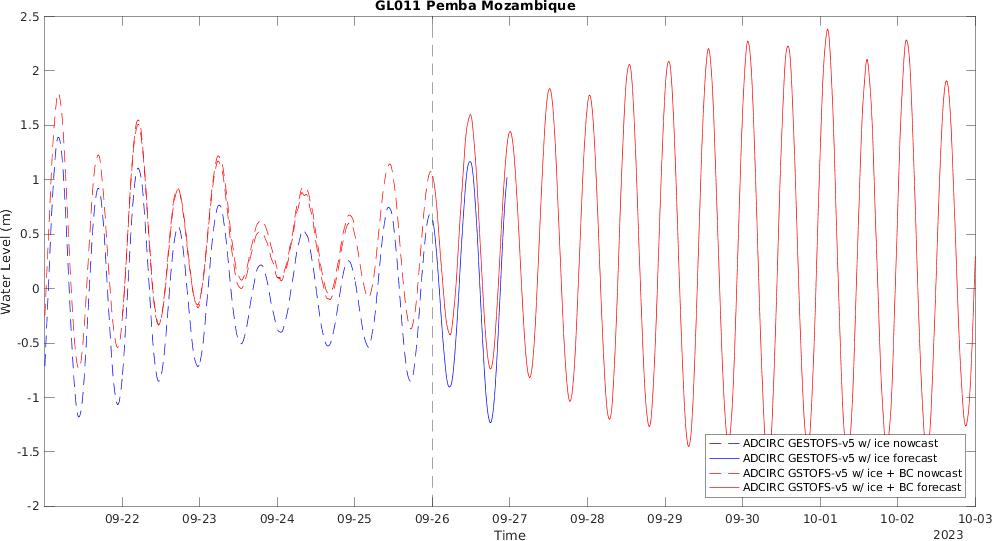 GL011 Pemba Mozambique
2.5
2
1.5
1
0.5
0
-0.5
-1
-1.5
-2
Water Level (m)
ADCIRC GESTOFS-v5 w/ ice nowcast
ADCIRC GESTOFS-v5 w/ ice forecast
ADCIRC GSTOFS-v5 w/ ice + BC nowcast
ADCIRC GSTOFS-v5 w/ ice + BC forecast
09-22 09-23 09-24 09-25 09-26 09-27 09-28 09-29 09-30 10-01 10-02 10-03
Time
2023